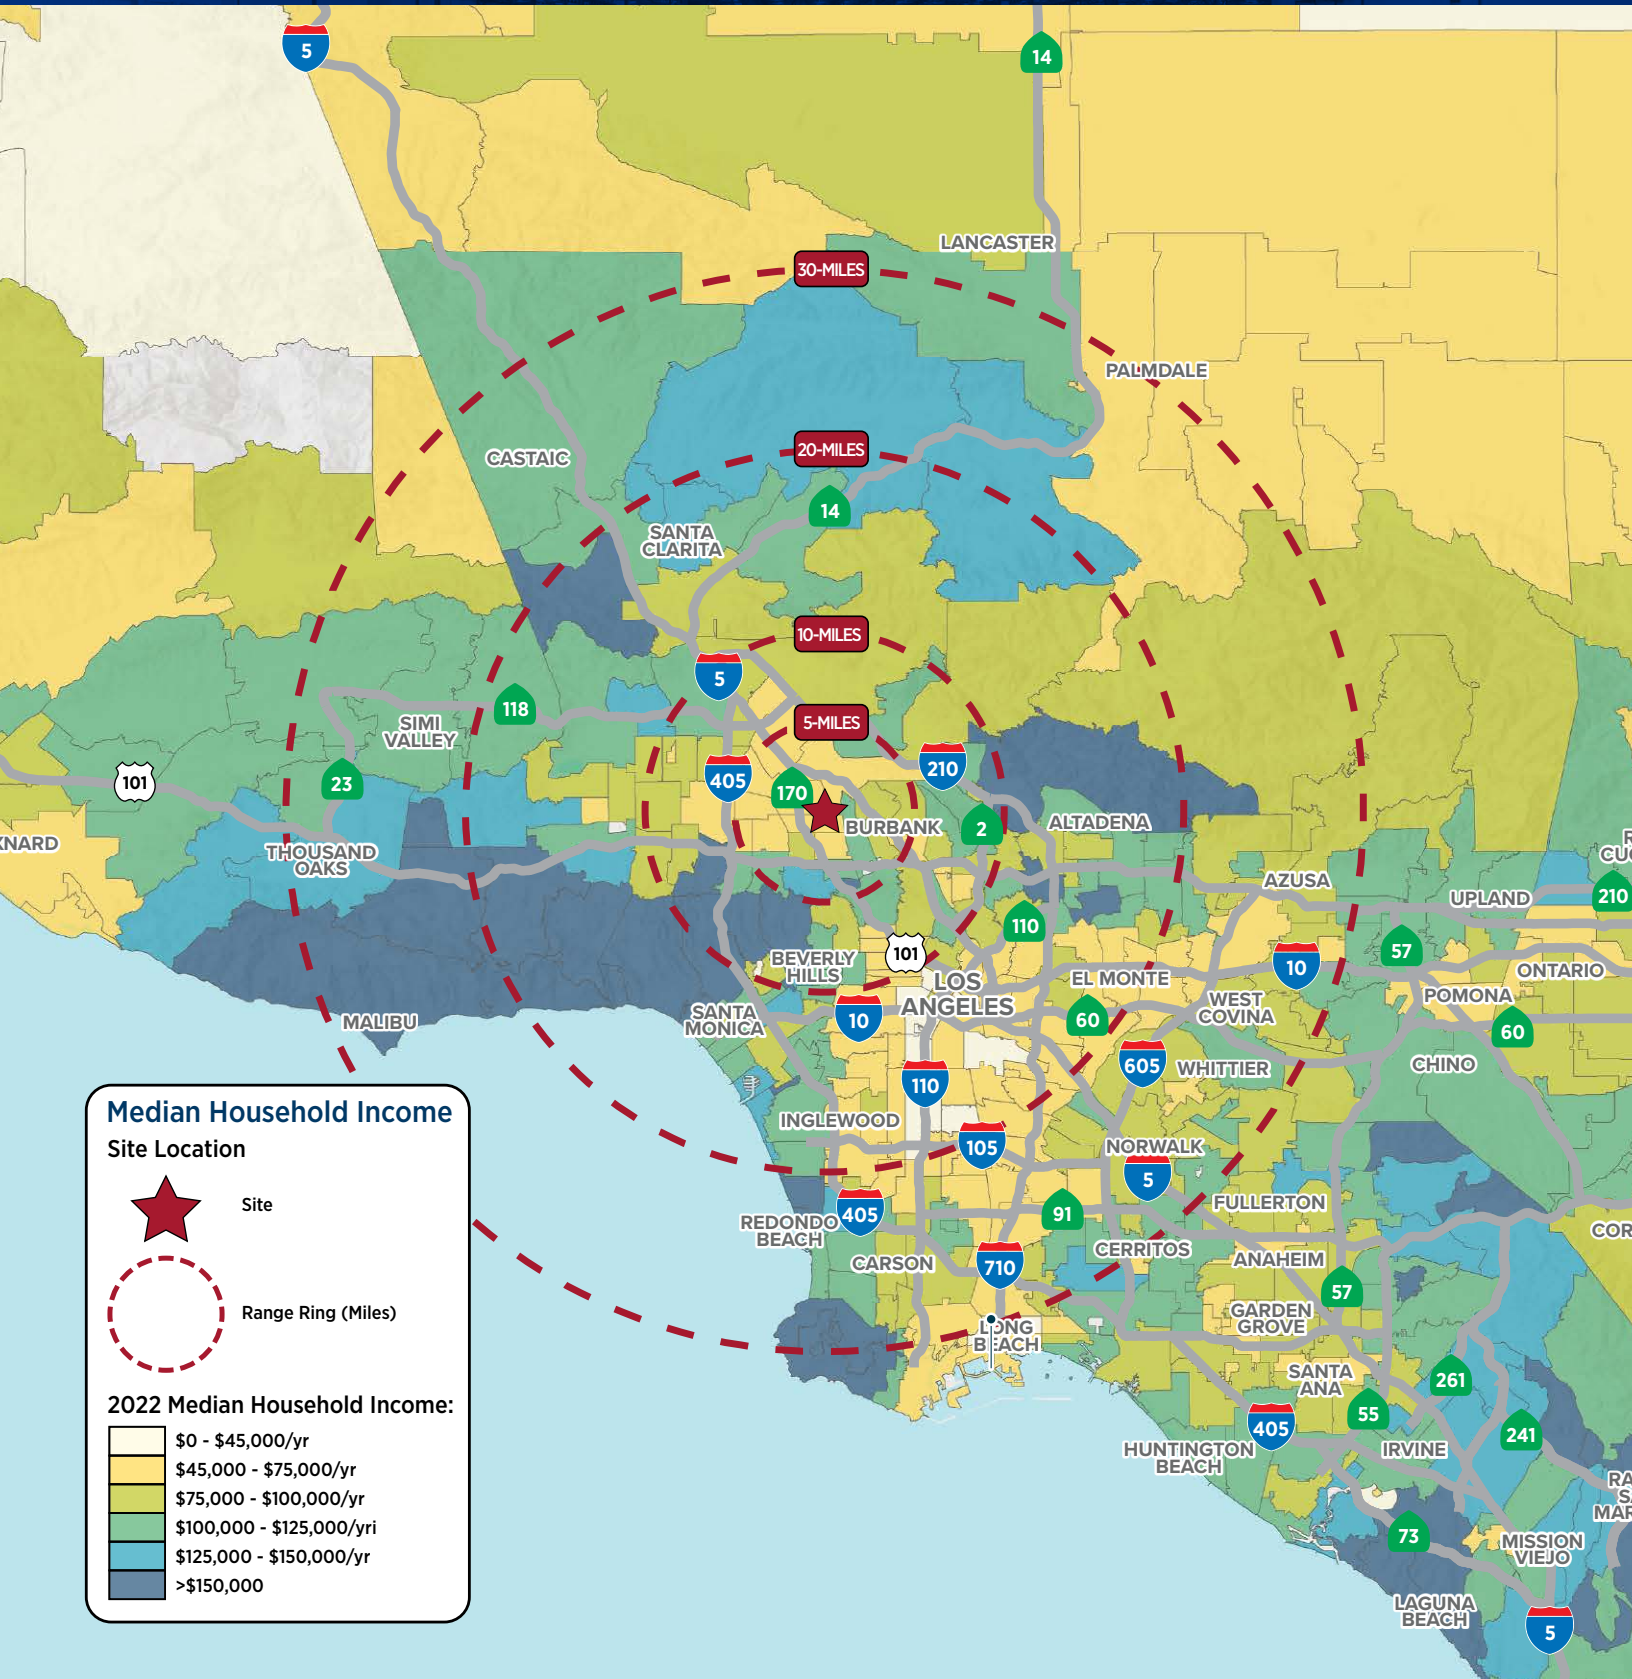 5
14
LANCASTER
30-MILES
PALMDALE
20-MILES
CASTAIC
14
SANTA
CLARITA
10-MILES
5
118
SIMI
VALLEY
5-MILES
101
23
405
170
210
BURBANK
2
ALTADENA
NARD
THOUSAND
OAKS
AZUSA
UPLAND
210
R
CUC
110
101
BEVERLY
HILLS
LOS
ANGELES
EL MONTE
10
57
ONTARIO
POMONA
SANTA
MONICA
10
60
WEST
COVINA
60
MALIBU
605
WHITTIER
CHINO
110
INGLEWOOD
105
NORWALK
5
REDONDO
BEACH
405
91
FULLERTON
COR
CARSON
710
CERRITOS
ANAHEIM
57
GARDEN
GROVE
LONG
BEACH
SANTA
ANA
261
55
405
241
HUNTINGTON
BEACH
IRVINE
RA
S
MAR
73
MISSION
VIEJO
LAGUNA
BEACH
5
Median Household Income
Site Location
Site
Range Ring (Miles)
2022 Median Household Income:
$0 - $45,000/yr
$45,000 - $75,000/yr
$75,000 - $100,000/yr
$100,000 - $125,000/yri
$125,000 - $150,000/yr
>$150,000